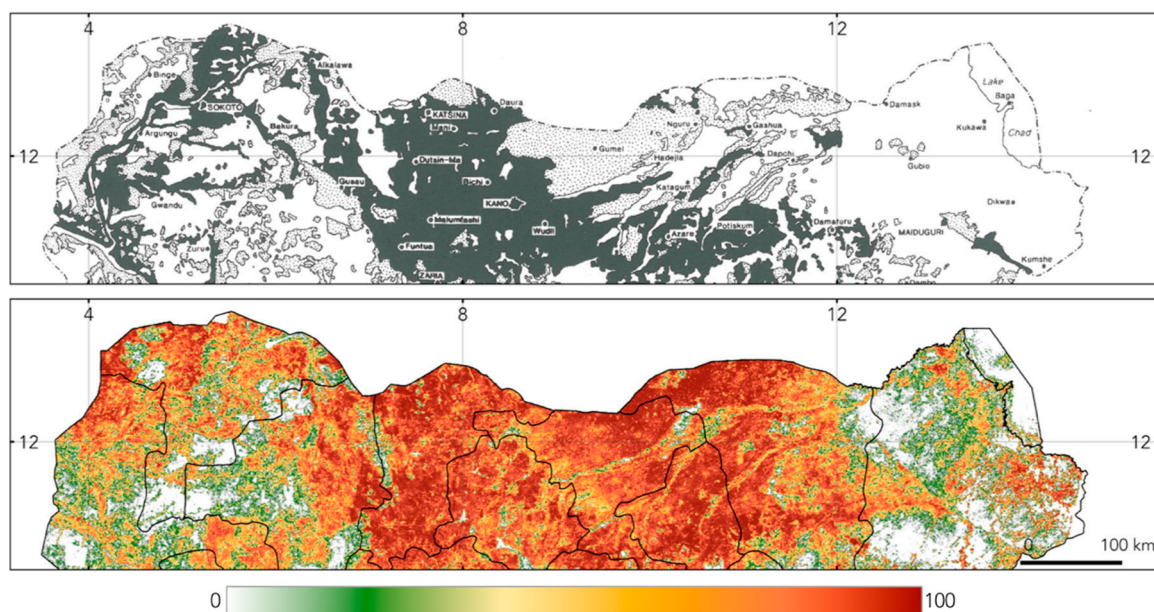 4 8 12
Alkalawa
Binga
Lake
Daura
Baga
SOKOTO
KATSINA
Damask
Mani
Nguru
Gashua
Kukawa
Argungu
Bakura
Chad
Gumel
12 12
Dutsin-Ma
Hadejia
Dapchi
Gubio
Gusau
Bichi
Katagum
Gwandu
KANO
Dikwa
Malumfashi
Wudil
Azare
Potiskum
Damaturu
MAIDUGURI
Zuru
Funtua
Kumshe
ZARIA
4 8 12
12 12
0 100 km
0 100